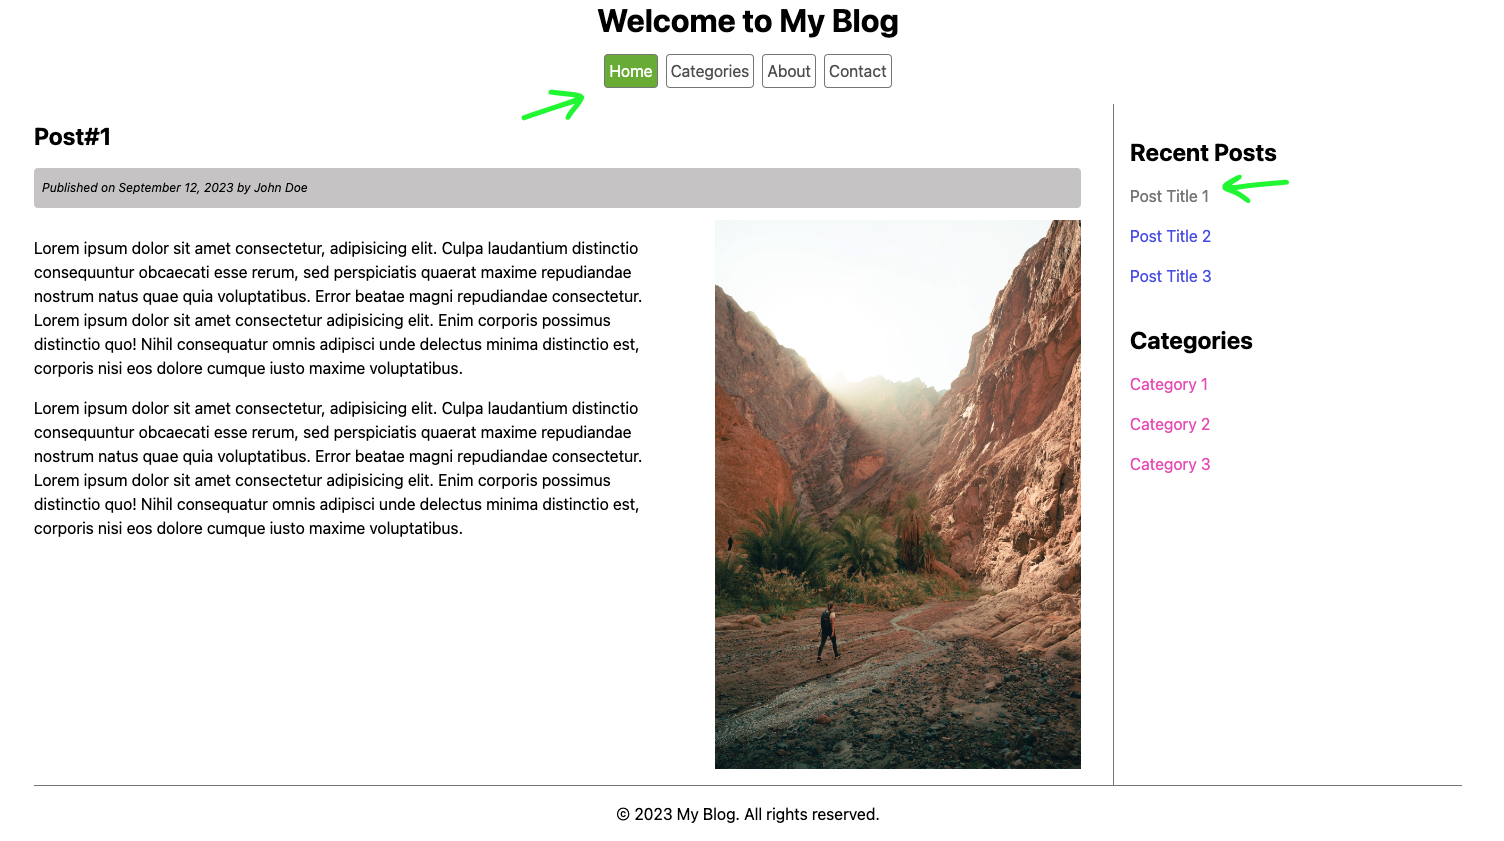 Welcome to My Blog
Home
Categories
About
Contact
Post#1
Published on September 12, 2023 by John Doe
Lorem ipsum dolor sit amet consectetur, adipisicing elit. Culpa laudantium distinctio
consequuntur obcaecati esse rerum, sed perspiciatis quaerat maxime repudiandae
nostrum natus quae quia voluptatibus. Error beatae magni repudiandae consectetur.
Lorem ipsum dolor sit amet consectetur adipisicing elit. Enim corporis possimus
distinctio quo! Nihil consequatur omnis adipisci unde delectus minima distinctio est,
corporis nisi eos dolore cumque iusto maxime voluptatibus.
Lorem ipsum dolor sit amet consectetur, adipisicing elit. Culpa laudantium distinctio
consequuntur obcaecati esse rerum, sed perspiciatis quaerat maxime repudiandae
nostrum natus quae quia voluptatibus. Error beatae magni repudiandae consectetur.
Lorem ipsum dolor sit amet consectetur adipisicing elit. Enim corporis possimus
distinctio quo! Nihil consequatur omnis adipisci unde delectus minima distinctio est,
corporis nisi eos dolore cumque iusto maxime voluptatibus.
Recent Posts
Post Title 1
Post Title 2
Post Title 3
Categories
Category 1
Category 2
Category 3
© 2023 My Blog. All rights reserved.